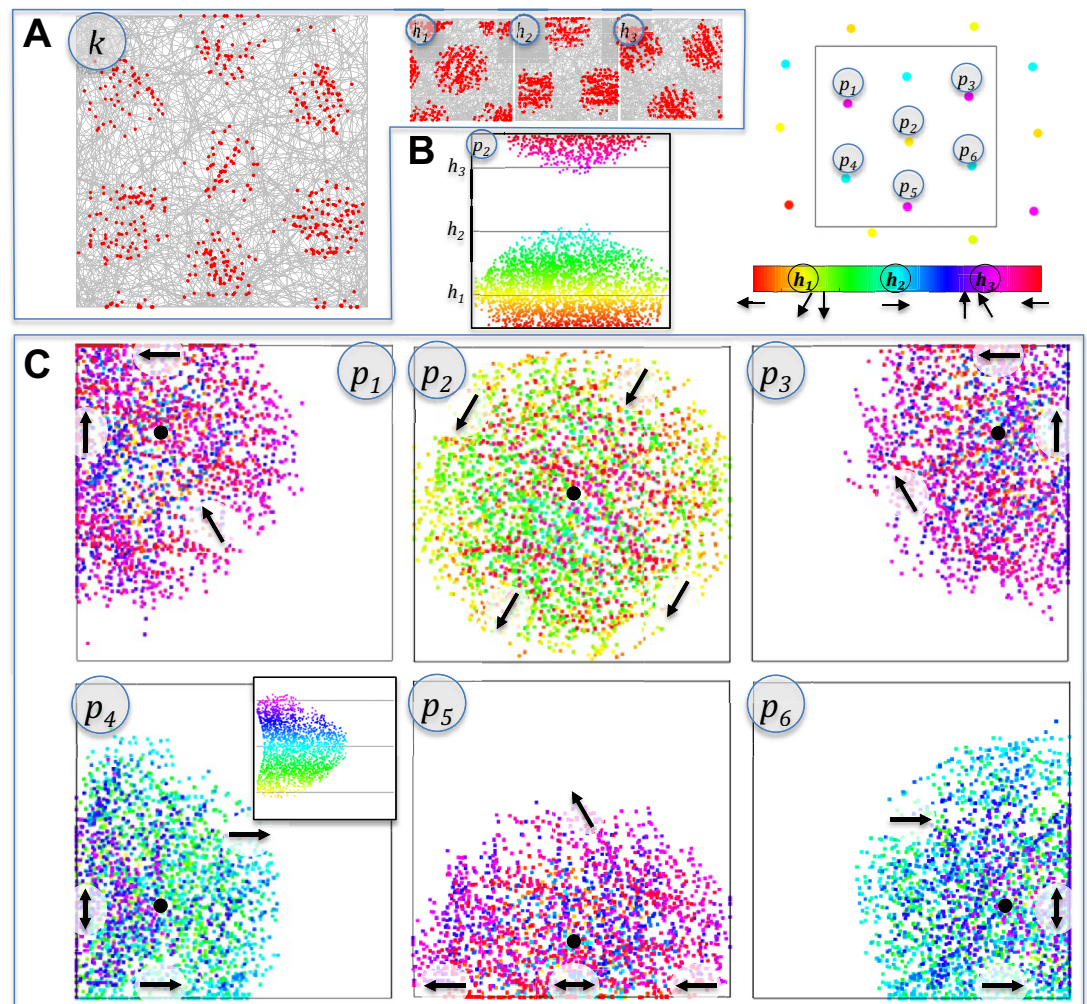 A
k
h₁
h₂
h₃
B
p₂
h₃
h₂
h₁
p₁
p₃
p₂
p₄
p₆
p₅
h₁
h₂
h₃
C
p₁
p₂
p₃
p₄
p₅
p₆